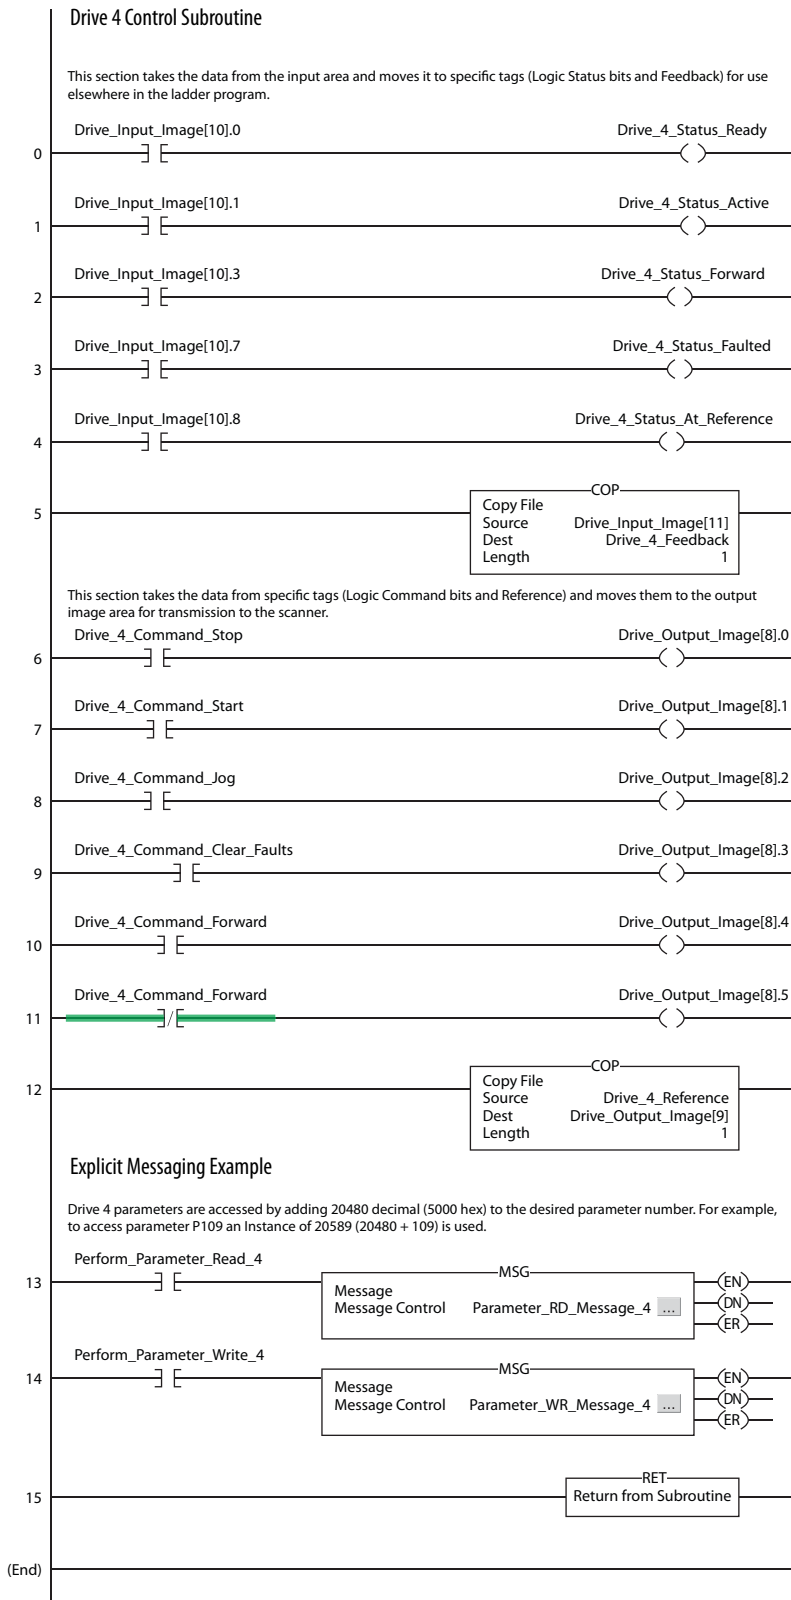 Drive 4 Control Subroutine
This section takes the data from the input area and moves it to specific tags (Logic Status bits and Feedback) for use
elsewhere in the ladder program.
Drive_Input_Image[10].0 Drive_4_Status_Ready
0
Drive_Input_Image[10].1 Drive_4_Status_Active
1
Drive_Input_Image[10].3 Drive_4_Status_Forward
2
Drive_Input_Image[10].7 Drive_4_Status_Faulted
3
Drive_Input_Image[10].8 Drive_4_Status_At_Reference
4
COP
5
Copy File
Source Drive_Input_Image[11]
Dest Drive_4_Feedback
Length 1
This section takes the data from specific tags (Logic Command bits and Reference) and moves them to the output
image area for transmission to the scanner.
Drive_4_Command_Stop Drive_Output_Image[8].0
6
Drive_4_Command_Start Drive_Output_Image[8].1
7
Drive_4_Command_Jog Drive_Output_Image[8].2
8
Drive_4_Command_Clear_Faults Drive_Output_Image[8].3
9
Drive_4_Command_Forward Drive_Output_Image[8].4
10
Drive_4_Command_Forward Drive_Output_Image[8].5
11
COP
12
Copy File
Source Drive_4_Reference
Dest Drive_Output_Image[9]
Length 1
Explicit Messaging Example
Drive 4 parameters are accessed by adding 20480 decimal (5000 hex) to the desired parameter number. For example,
to access parameter P109 an Instance of 20589 (20480 + 109) is used.
Perform_Parameter_Read_4
MSG
13 EN
Message
Message Control Parameter_RD_Message_4 ... DN
ER
Perform_Parameter_Write_4
MSG
14 EN
Message
Message Control Parameter_WR_Message_4 ... DN
ER
RET
15 Return from Subroutine
(End)